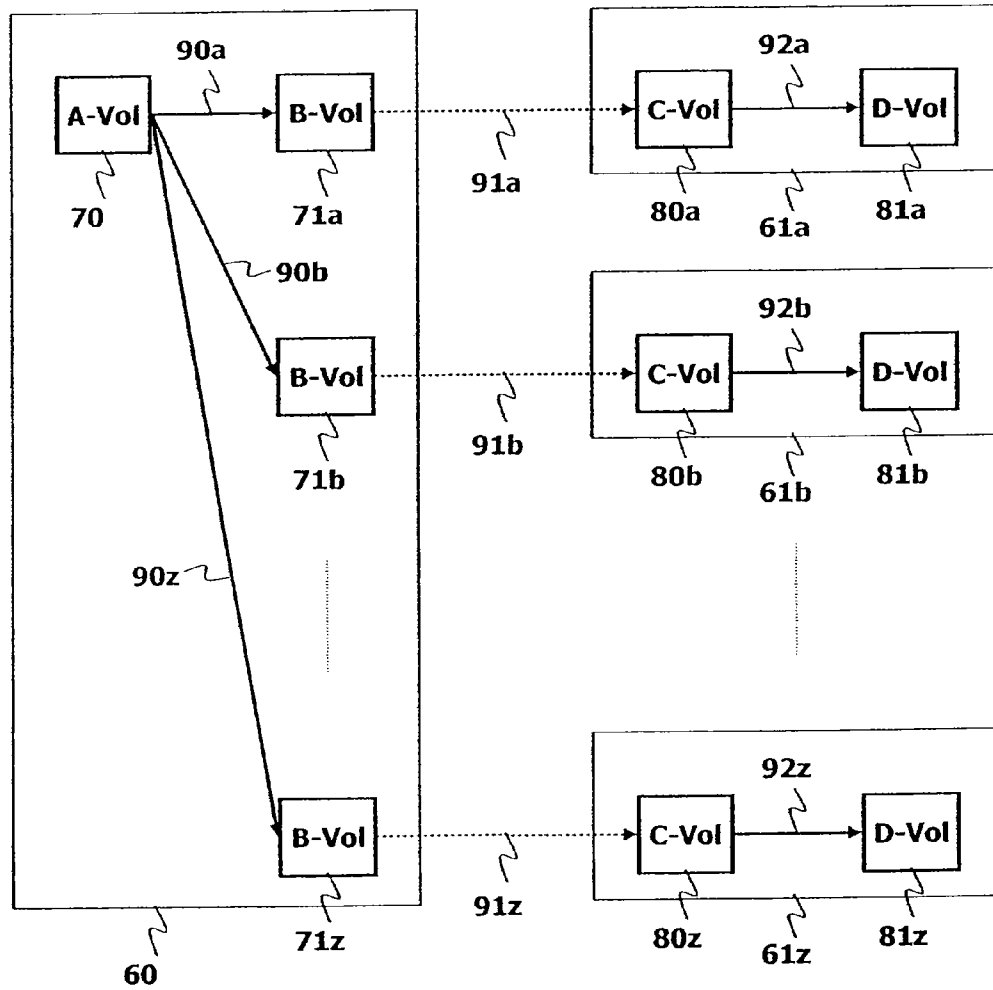 90a
92a
A-Vol B-Vol C-Vol D-Vol
91a
70 71a 80a 61a 81a
90b
92b
B-Vol C-Vol D-Vol
91b
71b 80b 61b 81b
90z
92z
B-Vol C-Vol D-Vol
91z
71z 80z 61z 81z
60